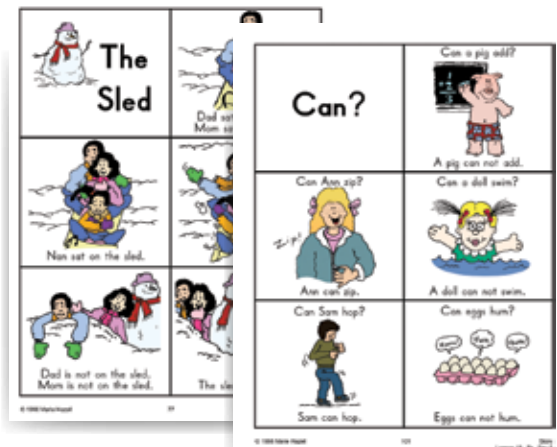 The
Sled
Dad sat
Mom sa
Nan sat on the sled.
Dad is not on the sled.
Mom is not on the sled.
The sle
77
Can?
Can a pig add?
A pig can not add.
Can Ann zip?
Zip!
Ann can zip.
Can a doll swim?
A doll can not swim.
Can Sam hop?
Sam can hop.
Can eggs hum?
Eggs can not hum.
101